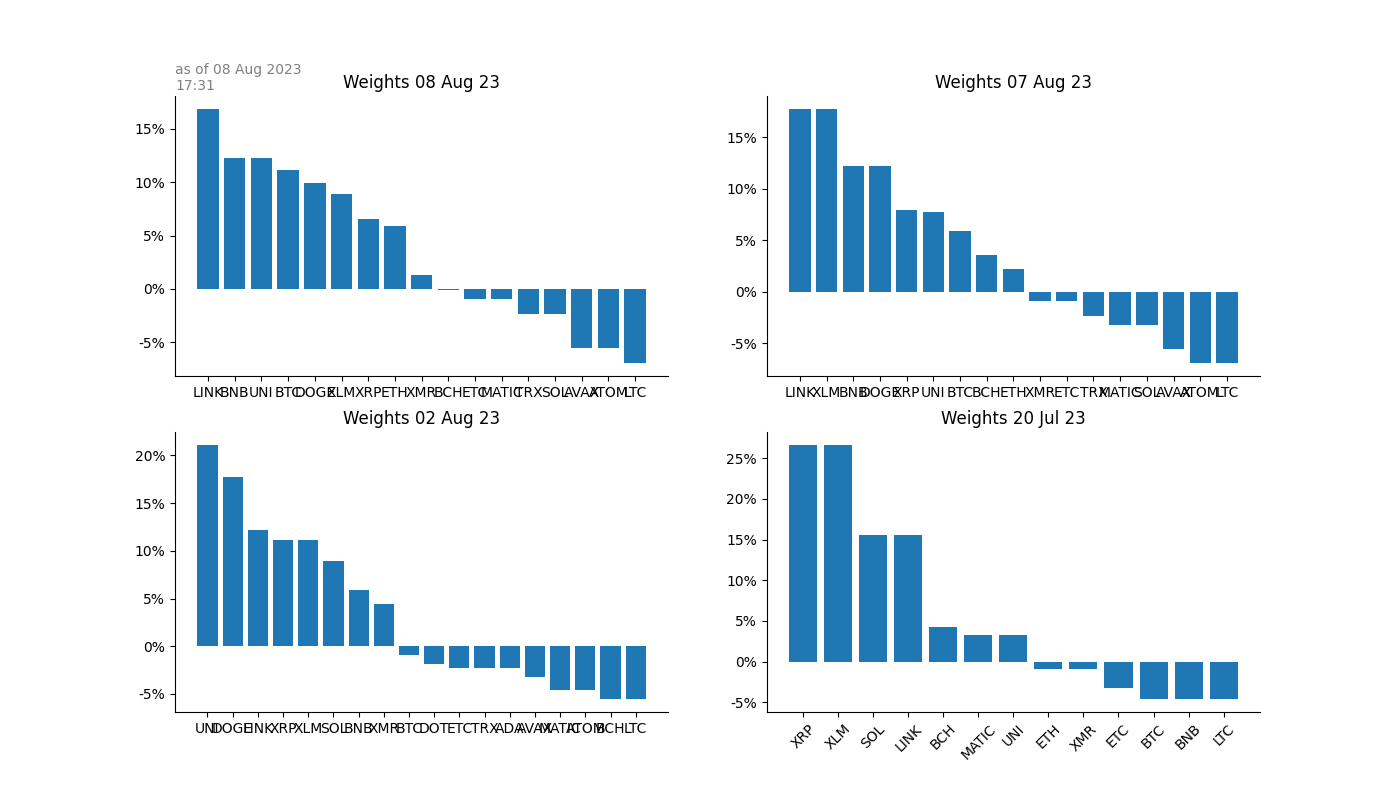 as of 08 Aug 2023
17:31
Weights 08 Aug 23
15%
10%
5%
0%
-5%
LINK BNB UNI BTC DOGE XLM XRP ETH XMR BCH ETC MATIC TRX SOL AVAX ATOM LTC
Weights 07 Aug 23
15%
10%
5%
0%
-5%
LINK XLM BNB DOGE XRP UNI BTC BCH ETH XMR ETC TRX MATIC SOL AVAX ATOM LTC
Weights 02 Aug 23
20%
15%
10%
5%
0%
-5%
UNI DOGE LINK XRP XLM SOL BNB XMR BTC DOT ETC TRX ADA AVAX MATIC ATOM BCH LTC
Weights 20 Jul 23
25%
20%
15%
10%
5%
0%
-5%
XRP XLM SOL LINK BCH MATIC UNI ETH XMR ETC BTC BNB LTC